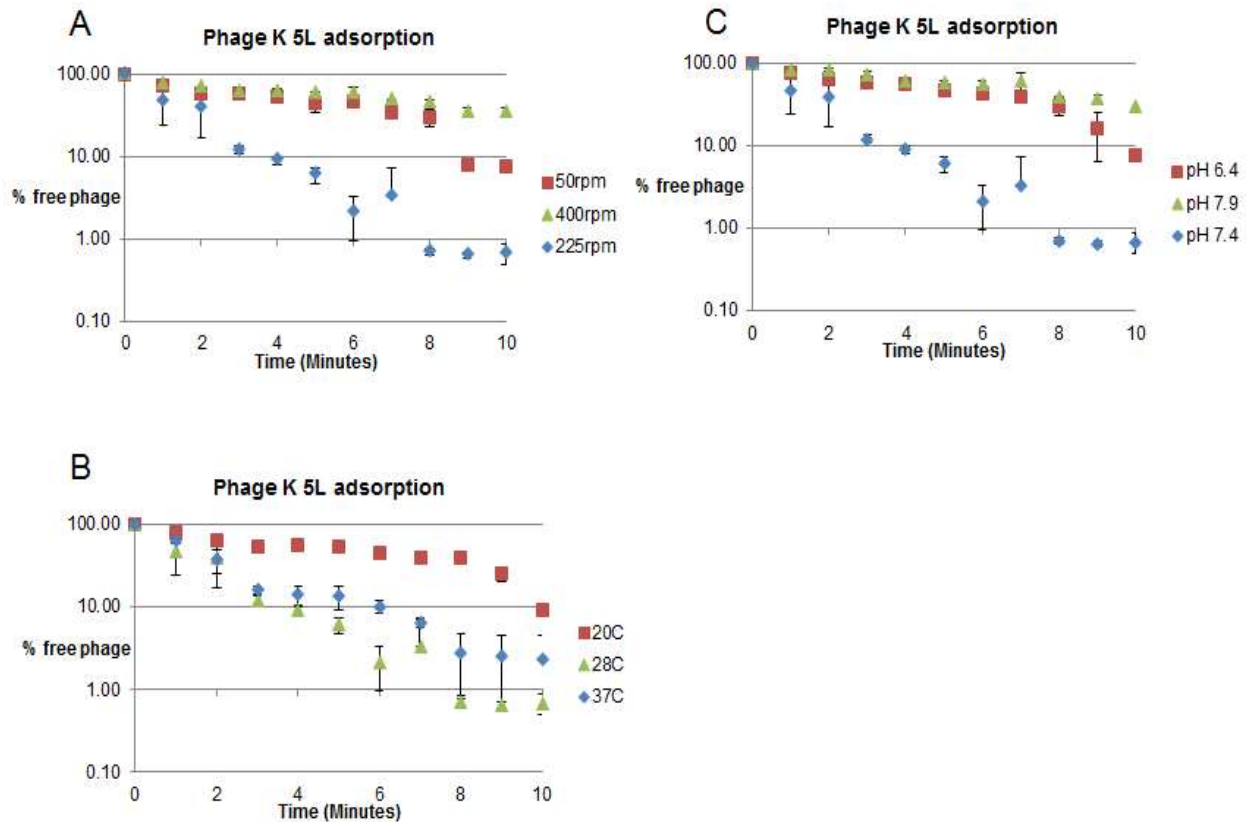 A
Phage K 5L adsorption
100.00
10.00
% free phage
1.00
0.10
0 2 4 6 8 10
Time (Minutes)
50rpm
400rpm
225rpm
C
Phage K 5L adsorption
100.00
10.00
% free phage
1.00
0.10
0 2 4 6 8 10
Time (Minutes)
pH 6.4
pH 7.9
pH 7.4
B
Phage K 5L adsorption
100.00
10.00
% free phage
1.00
0.10
0 2 4 6 8 10
Time (Minutes)
20C
28C
37C